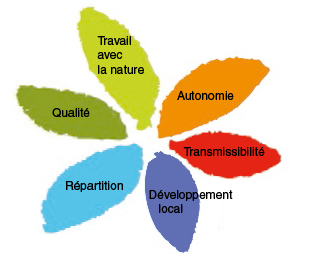 Travail
avec
la nature
Autonomie
Qualité
Transmissibilité
Répartition
Développement
local